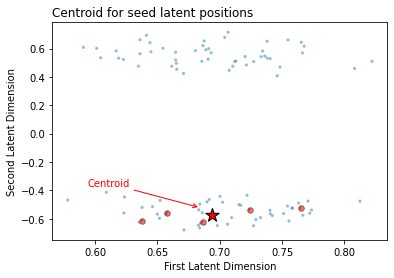 Centroid for seed latent positions
Second Latent Dimension
0.6
0.4
0.2
0.0
−0.2
−0.4
−0.6
Centroid
0.60 0.65 0.70 0.75 0.80
First Latent Dimension